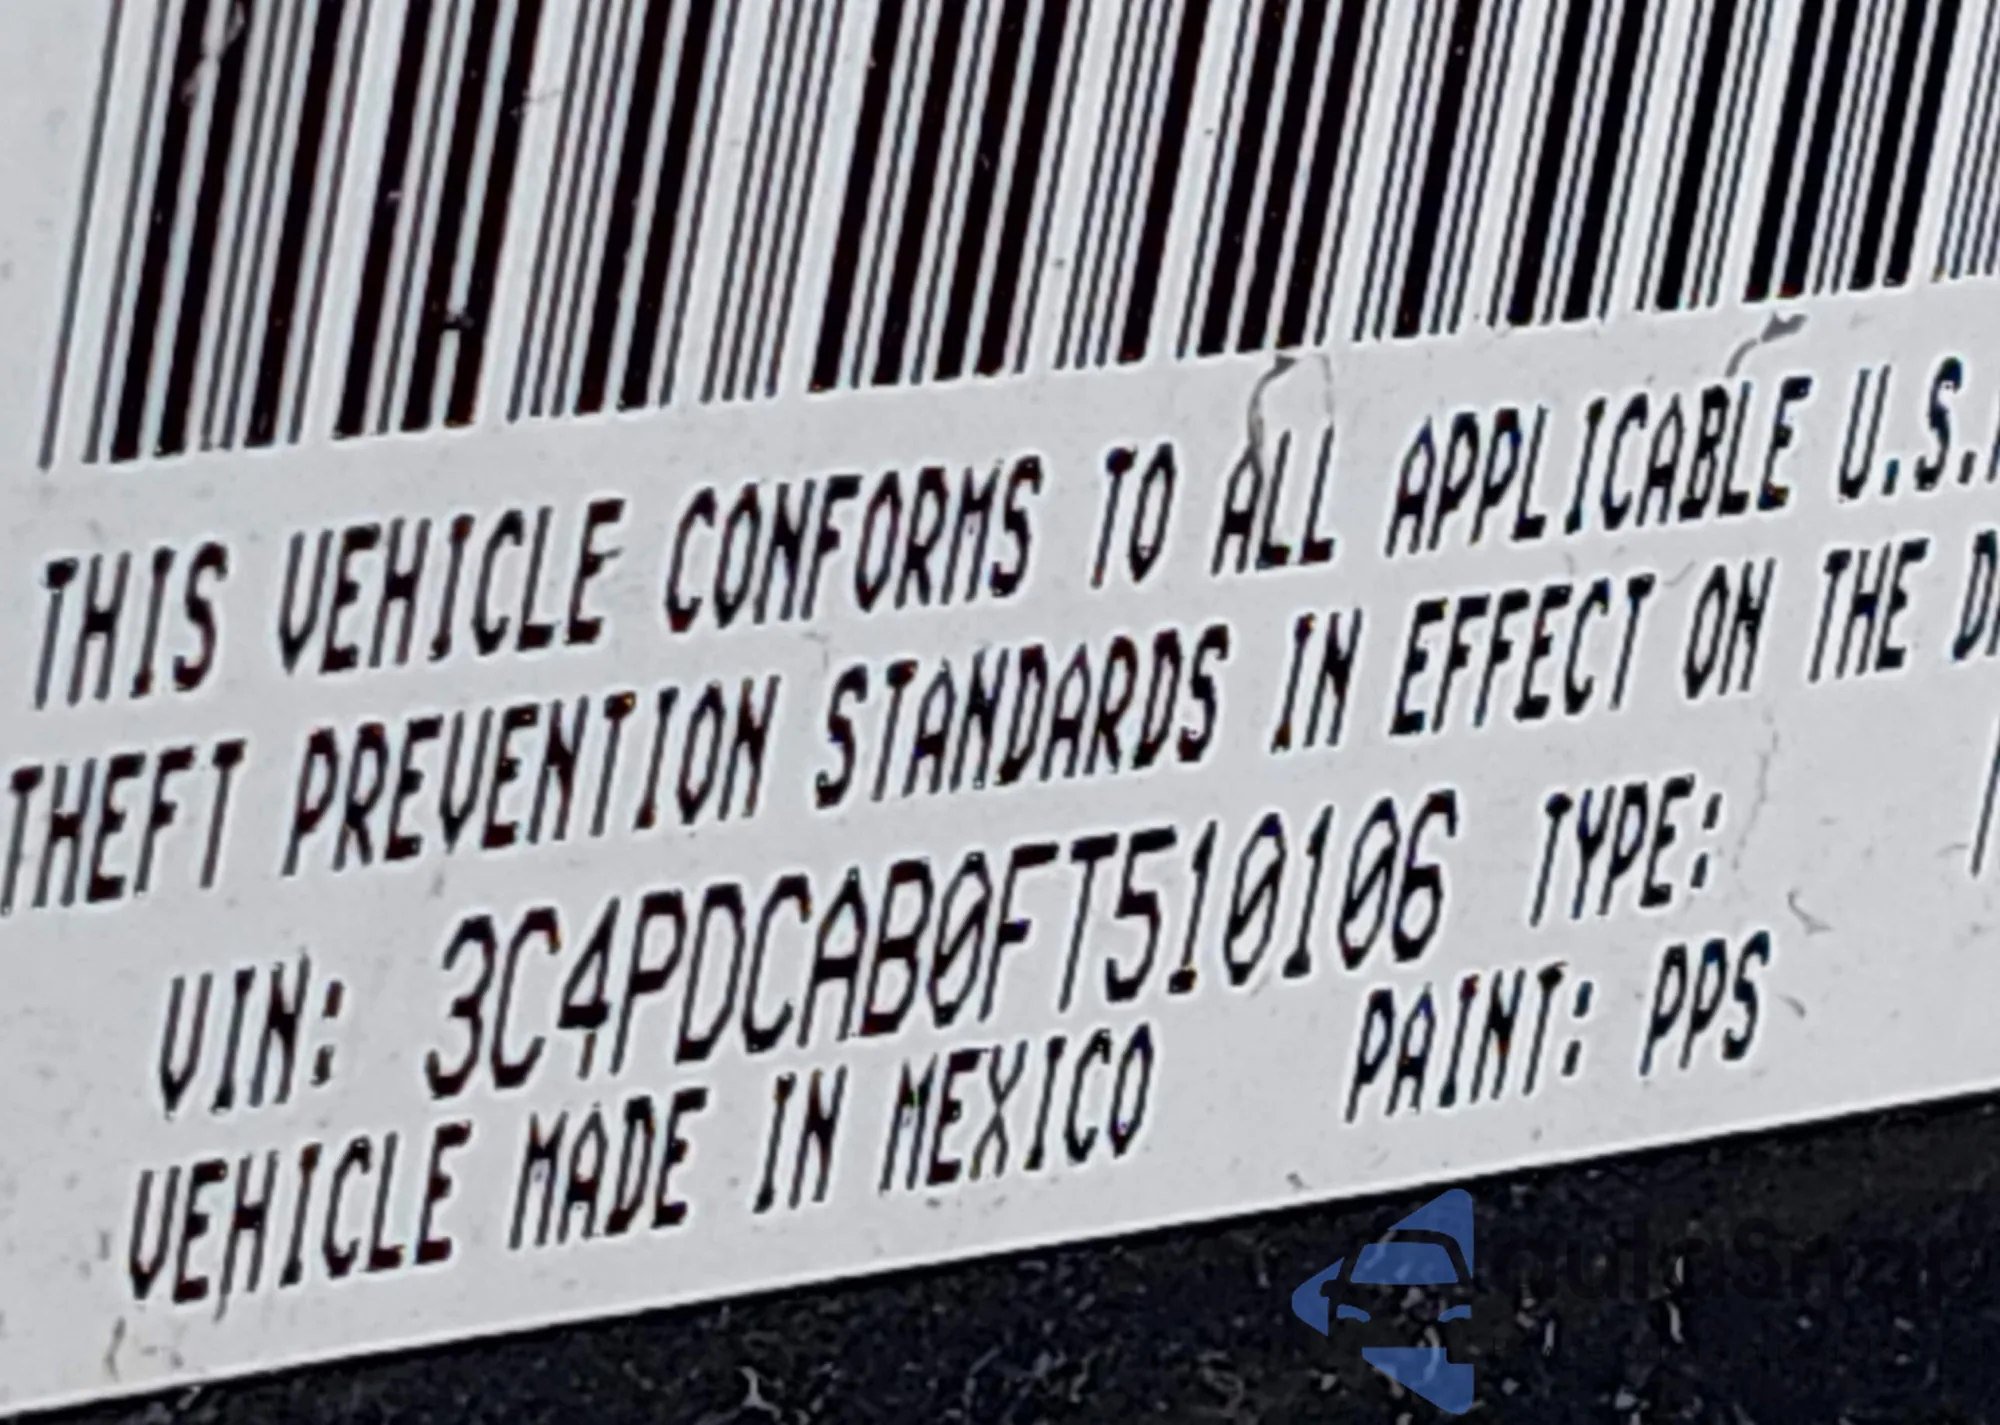 THIS VEHICLE CONFORMS TO ALL APPLICABLE U.S.
THEFT PREVENTION STANDARDS IN EFFECT ON THE
VIN: 3C4PDCAB0FT510106 TYPE:
VEHICLE MADE IN MEXICO PAINT: PPS